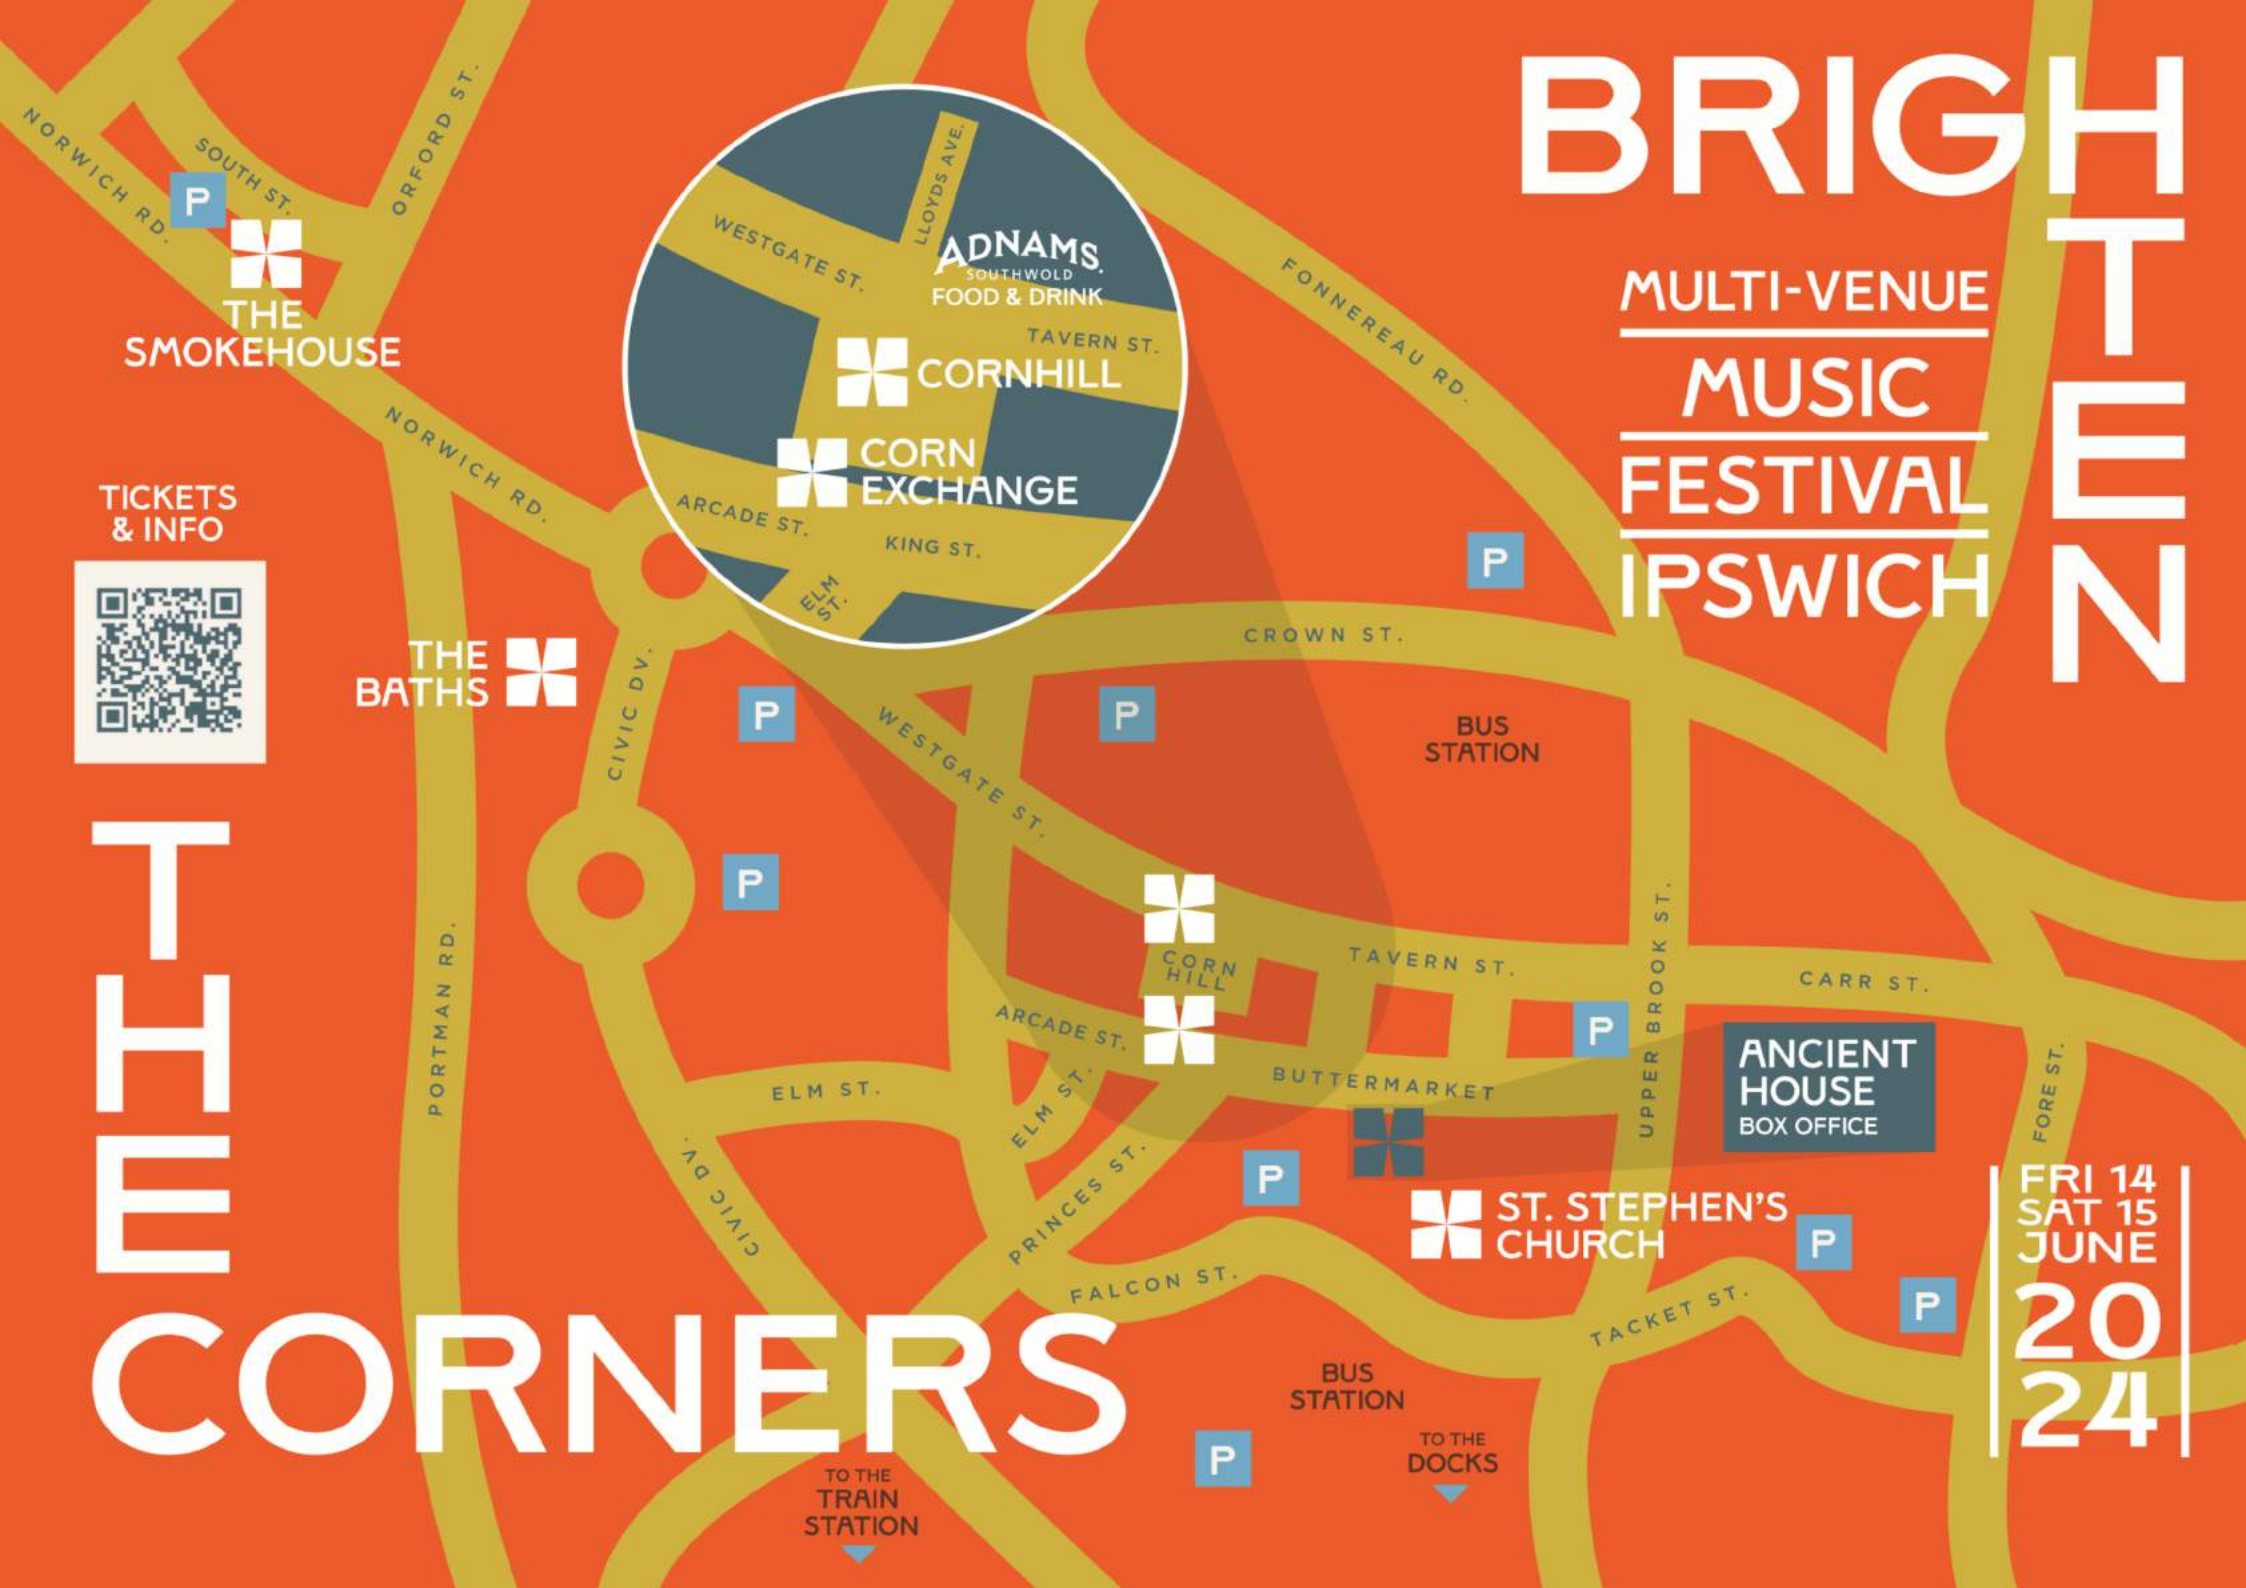 BRIGHTEN
THE
CORNERS
MULTI-VENUE
MUSIC
FESTIVAL
IPSWICH
FRI 14
SAT 15
JUNE
20
24
TICKETS
& INFO
NORWICH RD.
SOUTH ST.
ORFORD ST.
P
THE
SMOKEHOUSE
NORWICH RD.
LLOYDS AVE.
WESTGATE ST.
ADNAMS
SOUTHWOLD
FOOD & DRINK
TAVERN ST.
CORNHILL
CORN
EXCHANGE
ARCADE ST.
KING ST.
ELM
ST.
FONNEREAU RD.
P
CROWN ST.
THE
BATHS
CIVIC DV.
P
P
BUS
STATION
WESTGATE ST.
P
PORTMAN RD.
CORN
HILL
TAVERN ST.
UPPER BROOK ST.
CARR ST.
ARCADE ST.
P
ANCIENT
HOUSE
BOX OFFICE
FORE ST.
ELM ST.
ELM ST.
BUTTERMARKET
CIVIC DV.
PRINCES ST.
P
ST. STEPHEN'S
CHURCH
P
P
FALCON ST.
TACKET ST.
BUS
STATION
P
TO THE
DOCKS
TO THE
TRAIN
STATION